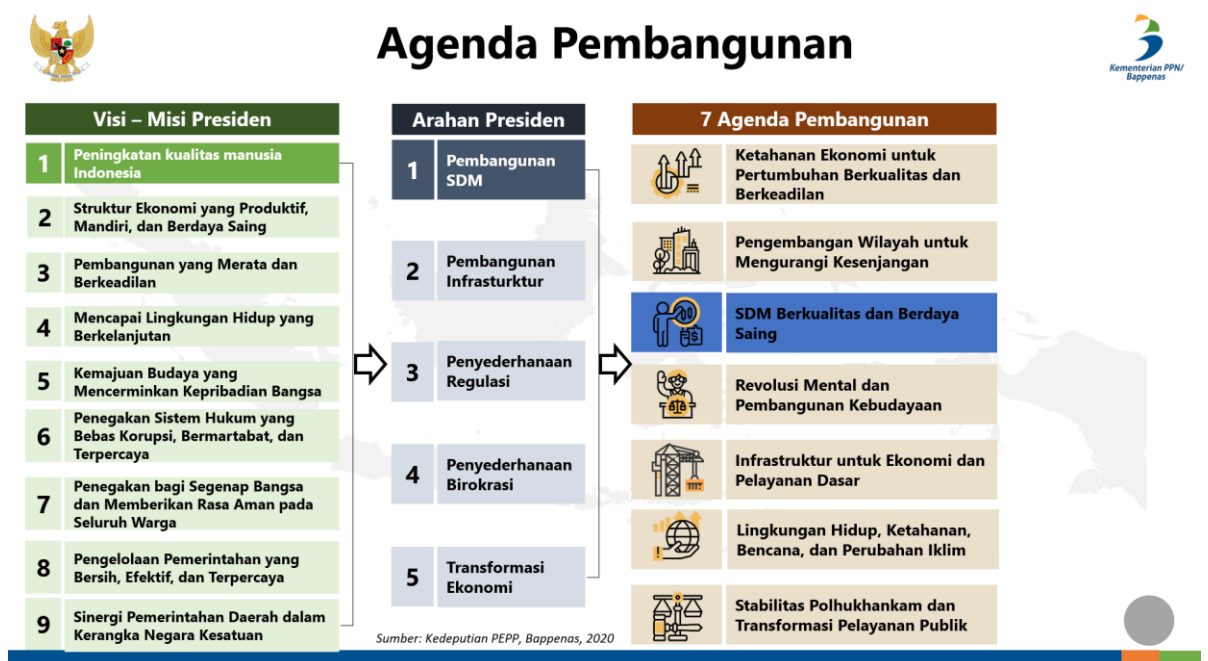 Agenda Pembangunan
Kementerian PPN/
Bappenas
Visi – Misi Presiden
1
Peningkatan kualitas manusia
Indonesia
2
Struktur Ekonomi yang Produktif,
Mandiri, dan Berdaya Saing
3
Pembangunan yang Merata dan
Berkeadilan
4
Mencapai Lingkungan Hidup yang
Berkelanjutan
5
Kemajuan Budaya yang
Mencerminkan Kepribadian Bangsa
6
Penegakan Sistem Hukum yang
Bebas Korupsi, Bermartabat, dan
Terpercaya
7
Penegakan bagi Segenap Bangsa
dan Memberikan Rasa Aman pada
Seluruh Warga
8
Pengelolaan Pemerintahan yang
Bersih, Efektif, dan Terpercaya
9
Sinergi Pemerintahan Daerah dalam
Kerangka Negara Kesatuan
Arahan Presiden
1
Pembangunan
SDM
2
Pembangunan
Infrasturktur
3
Penyederhanaan
Regulasi
4
Penyederhanaan
Birokrasi
5
Transformasi
Ekonomi
7 Agenda Pembangunan
Ketahanan Ekonomi untuk
Pertumbuhan Berkualitas dan
Berkeadilan
Pengembangan Wilayah untuk
Mengurangi Kesenjangan
SDM Berkualitas dan Berdaya
Saing
Revolusi Mental dan
Pembangunan Kebudayaan
Infrastruktur untuk Ekonomi dan
Pelayanan Dasar
Lingkungan Hidup, Ketahanan,
Bencana, dan Perubahan Iklim
Stabilitas Polhukhankam dan
Transformasi Pelayanan Publik
Sumber: Kedeputian PEPP, Bappenas, 2020